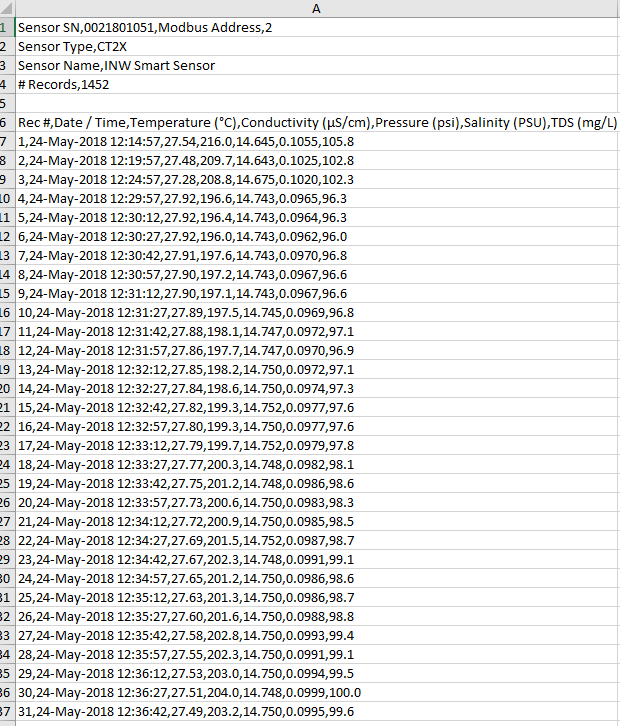 A
1 Sensor SN,0021801051,Modbus Address,2
2 Sensor Type,CT2X
3 Sensor Name,INW Smart Sensor
4 # Records,1452
5
6 Rec #,Date / Time,Temperature (°C),Conductivity (µS/cm),Pressure (psi),Salinity (PSU),TDS (mg/L)
7 1,24-May-2018 12:14:57,27.54,216.0,14.645,0.1055,105.8
8 2,24-May-2018 12:19:57,27.48,209.7,14.643,0.1025,102.8
9 3,24-May-2018 12:24:57,27.28,208.8,14.675,0.1020,102.3
10 4,24-May-2018 12:29:57,27.92,196.6,14.743,0.0965,96.3
11 5,24-May-2018 12:30:12,27.92,196.4,14.743,0.0964,96.3
12 6,24-May-2018 12:30:27,27.92,196.0,14.743,0.0962,96.0
13 7,24-May-2018 12:30:42,27.91,197.6,14.743,0.0970,96.8
14 8,24-May-2018 12:30:57,27.90,197.2,14.743,0.0967,96.6
15 9,24-May-2018 12:31:12,27.90,197.1,14.743,0.0967,96.6
16 10,24-May-2018 12:31:27,27.89,197.5,14.745,0.0969,96.8
17 11,24-May-2018 12:31:42,27.88,198.1,14.747,0.0972,97.1
18 12,24-May-2018 12:31:57,27.86,197.7,14.747,0.0970,96.9
19 13,24-May-2018 12:32:12,27.85,198.2,14.750,0.0972,97.1
20 14,24-May-2018 12:32:27,27.84,198.6,14.750,0.0974,97.3
21 15,24-May-2018 12:32:42,27.82,199.3,14.752,0.0977,97.6
22 16,24-May-2018 12:32:57,27.80,199.3,14.750,0.0977,97.6
23 17,24-May-2018 12:33:12,27.79,199.7,14.752,0.0979,97.8
24 18,24-May-2018 12:33:27,27.77,200.3,14.748,0.0982,98.1
25 19,24-May-2018 12:33:42,27.75,201.2,14.748,0.0986,98.6
26 20,24-May-2018 12:33:57,27.73,200.6,14.750,0.0983,98.3
27 21,24-May-2018 12:34:12,27.72,200.9,14.750,0.0985,98.5
28 22,24-May-2018 12:34:27,27.69,201.5,14.752,0.0987,98.7
29 23,24-May-2018 12:34:42,27.67,202.3,14.748,0.0991,99.1
30 24,24-May-2018 12:34:57,27.65,201.2,14.750,0.0986,98.6
31 25,24-May-2018 12:35:12,27.63,201.3,14.750,0.0986,98.7
32 26,24-May-2018 12:35:27,27.60,201.6,14.750,0.0988,98.8
33 27,24-May-2018 12:35:42,27.58,202.8,14.750,0.0993,99.4
34 28,24-May-2018 12:35:57,27.55,202.3,14.750,0.0991,99.1
35 29,24-May-2018 12:36:12,27.53,203.0,14.750,0.0994,99.5
36 30,24-May-2018 12:36:27,27.51,204.0,14.748,0.0999,100.0
37 31,24-May-2018 12:36:42,27.49,203.2,14.750,0.0995,99.6